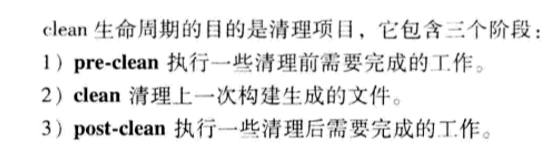 clean 生命周期的目的是清理项目，它包含三个阶段：
1）pre-clean 执行一些清理前需要完成的工作。
2）clean 清理上一次构建生成的文件。
3）post-clean 执行一些清理后需要完成的工作。